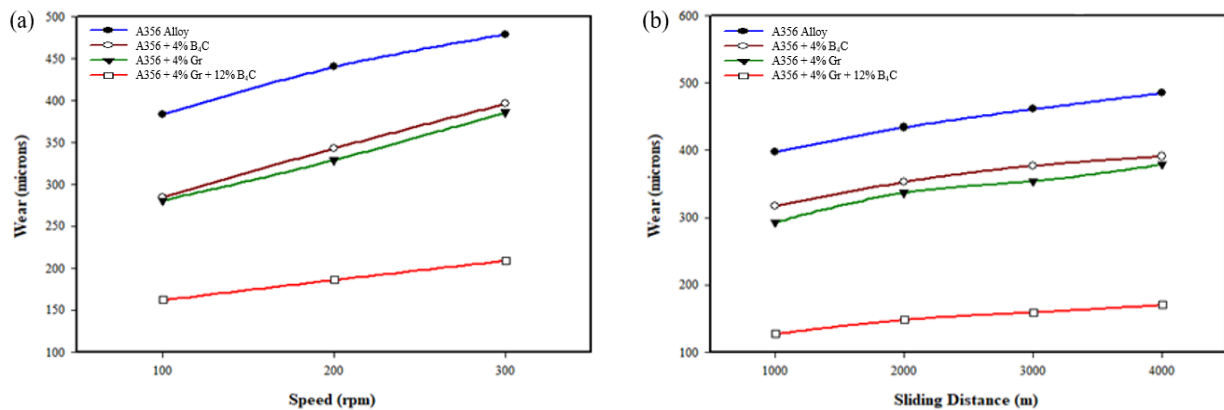 (a)
500
450
400
350
300
250
200
150
100
Wear (microns)
A356 Alloy
A356 + 4% B₄C
A356 + 4% Gr
A356 + 4% Gr + 12% B₄C
100 200 300
Speed (rpm)
(b)
600
500
400
300
200
100
Wear (microns)
A356 Alloy
A356 + 4% B₄C
A356 + 4% Gr
A356 + 4% Gr + 12% B₄C
1000 2000 3000 4000
Sliding Distance (m)